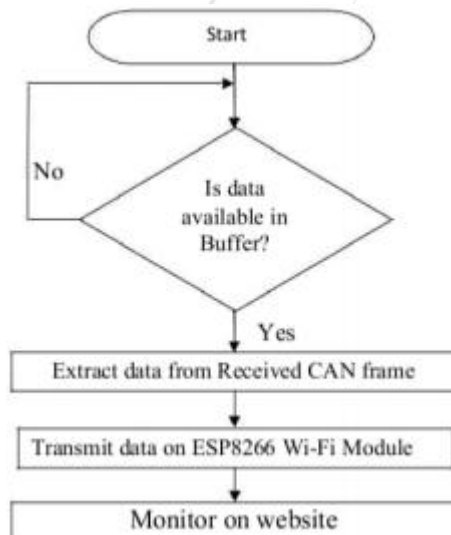 Start
No
Is data
available in
Buffer?
Yes
Extract data from Received CAN frame
Transmit data on ESP8266 Wi-Fi Module
Monitor on website